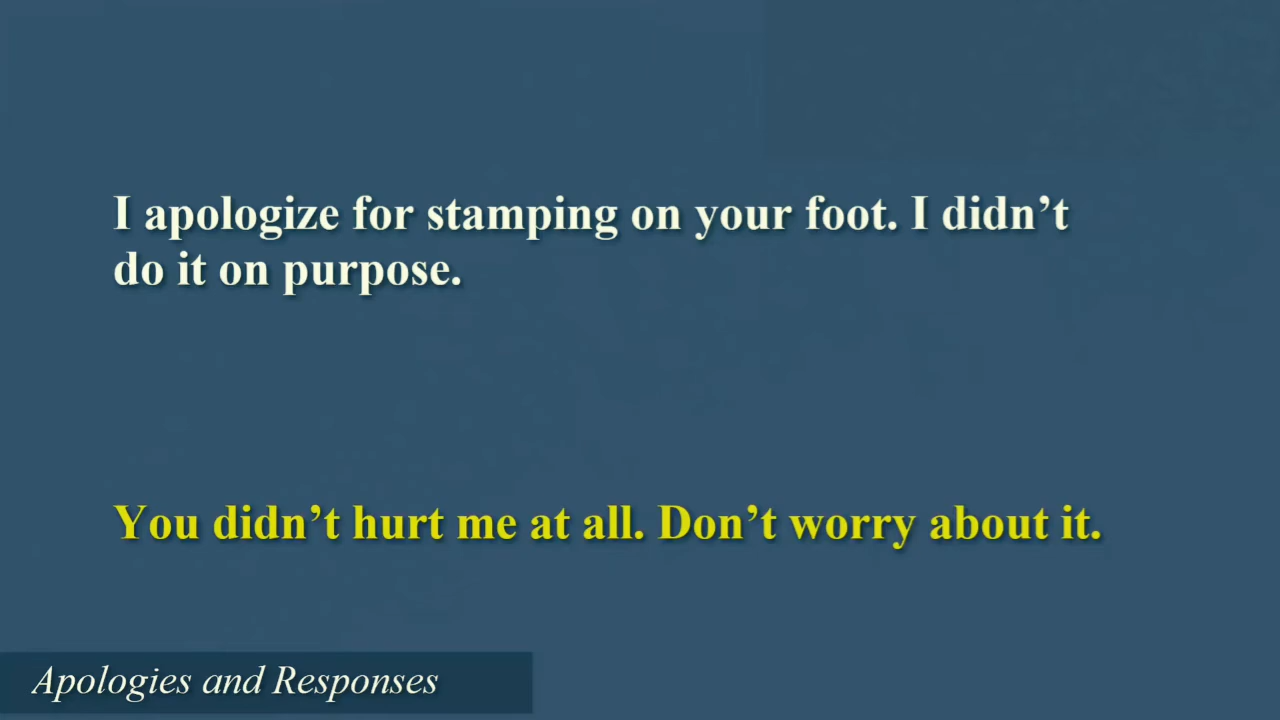 I apologize for stamping on your foot. I didn’t
do it on purpose.
You didn’t hurt me at all. Don’t worry about it.
Apologies and Responses